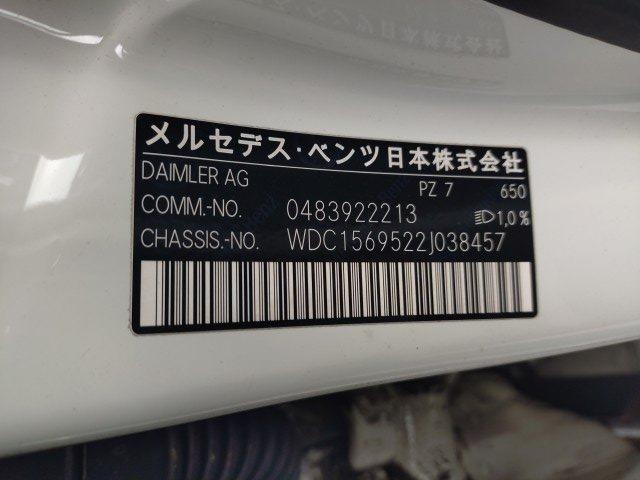 メルセデス・ベンツ日本株式会社
DAIMLER AG PZ 7 650
COMM.-NO. 0483922213 1,0%
CHASSIS.-NO. WDC1569522J038457